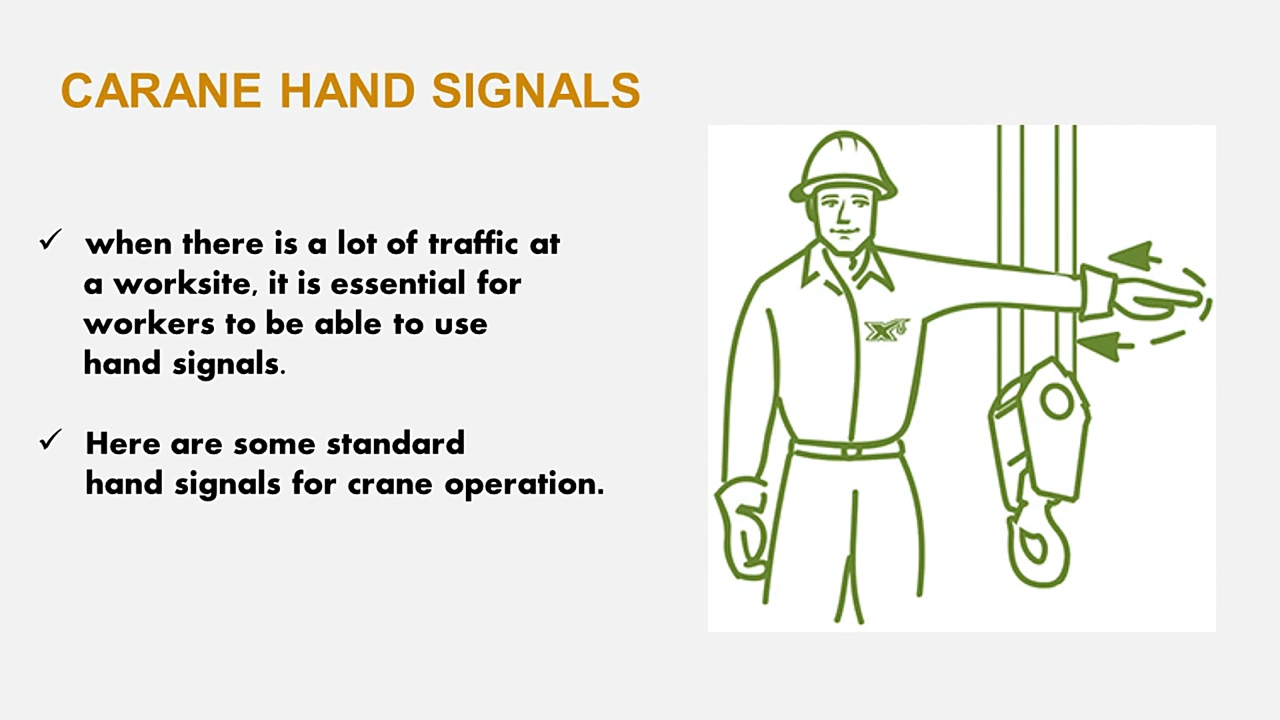 CARANE HAND SIGNALS
✓ when there is a lot of traffic at
a worksite, it is essential for
workers to be able to use
hand signals.
✓ Here are some standard
hand signals for crane operation.